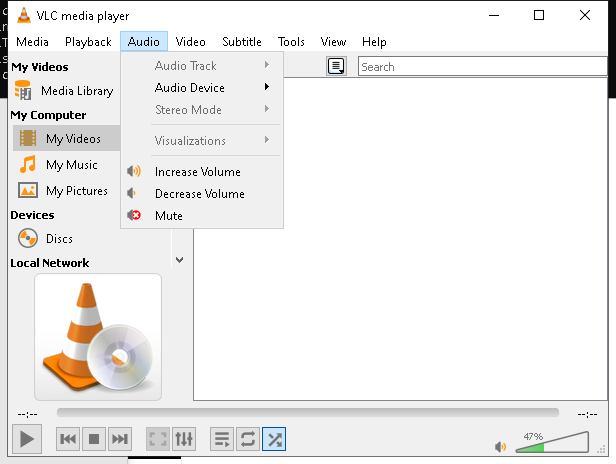 VLC media player
Media Playback Audio Video Subtitle Tools View Help
My Videos
Media Library
My Computer
My Videos
My Music
My Pictures
Devices
Discs
Local Network
Audio Track
Audio Device
Stereo Mode
Visualizations
Increase Volume
Decrease Volume
Mute
Search
--:-- --:--
47%